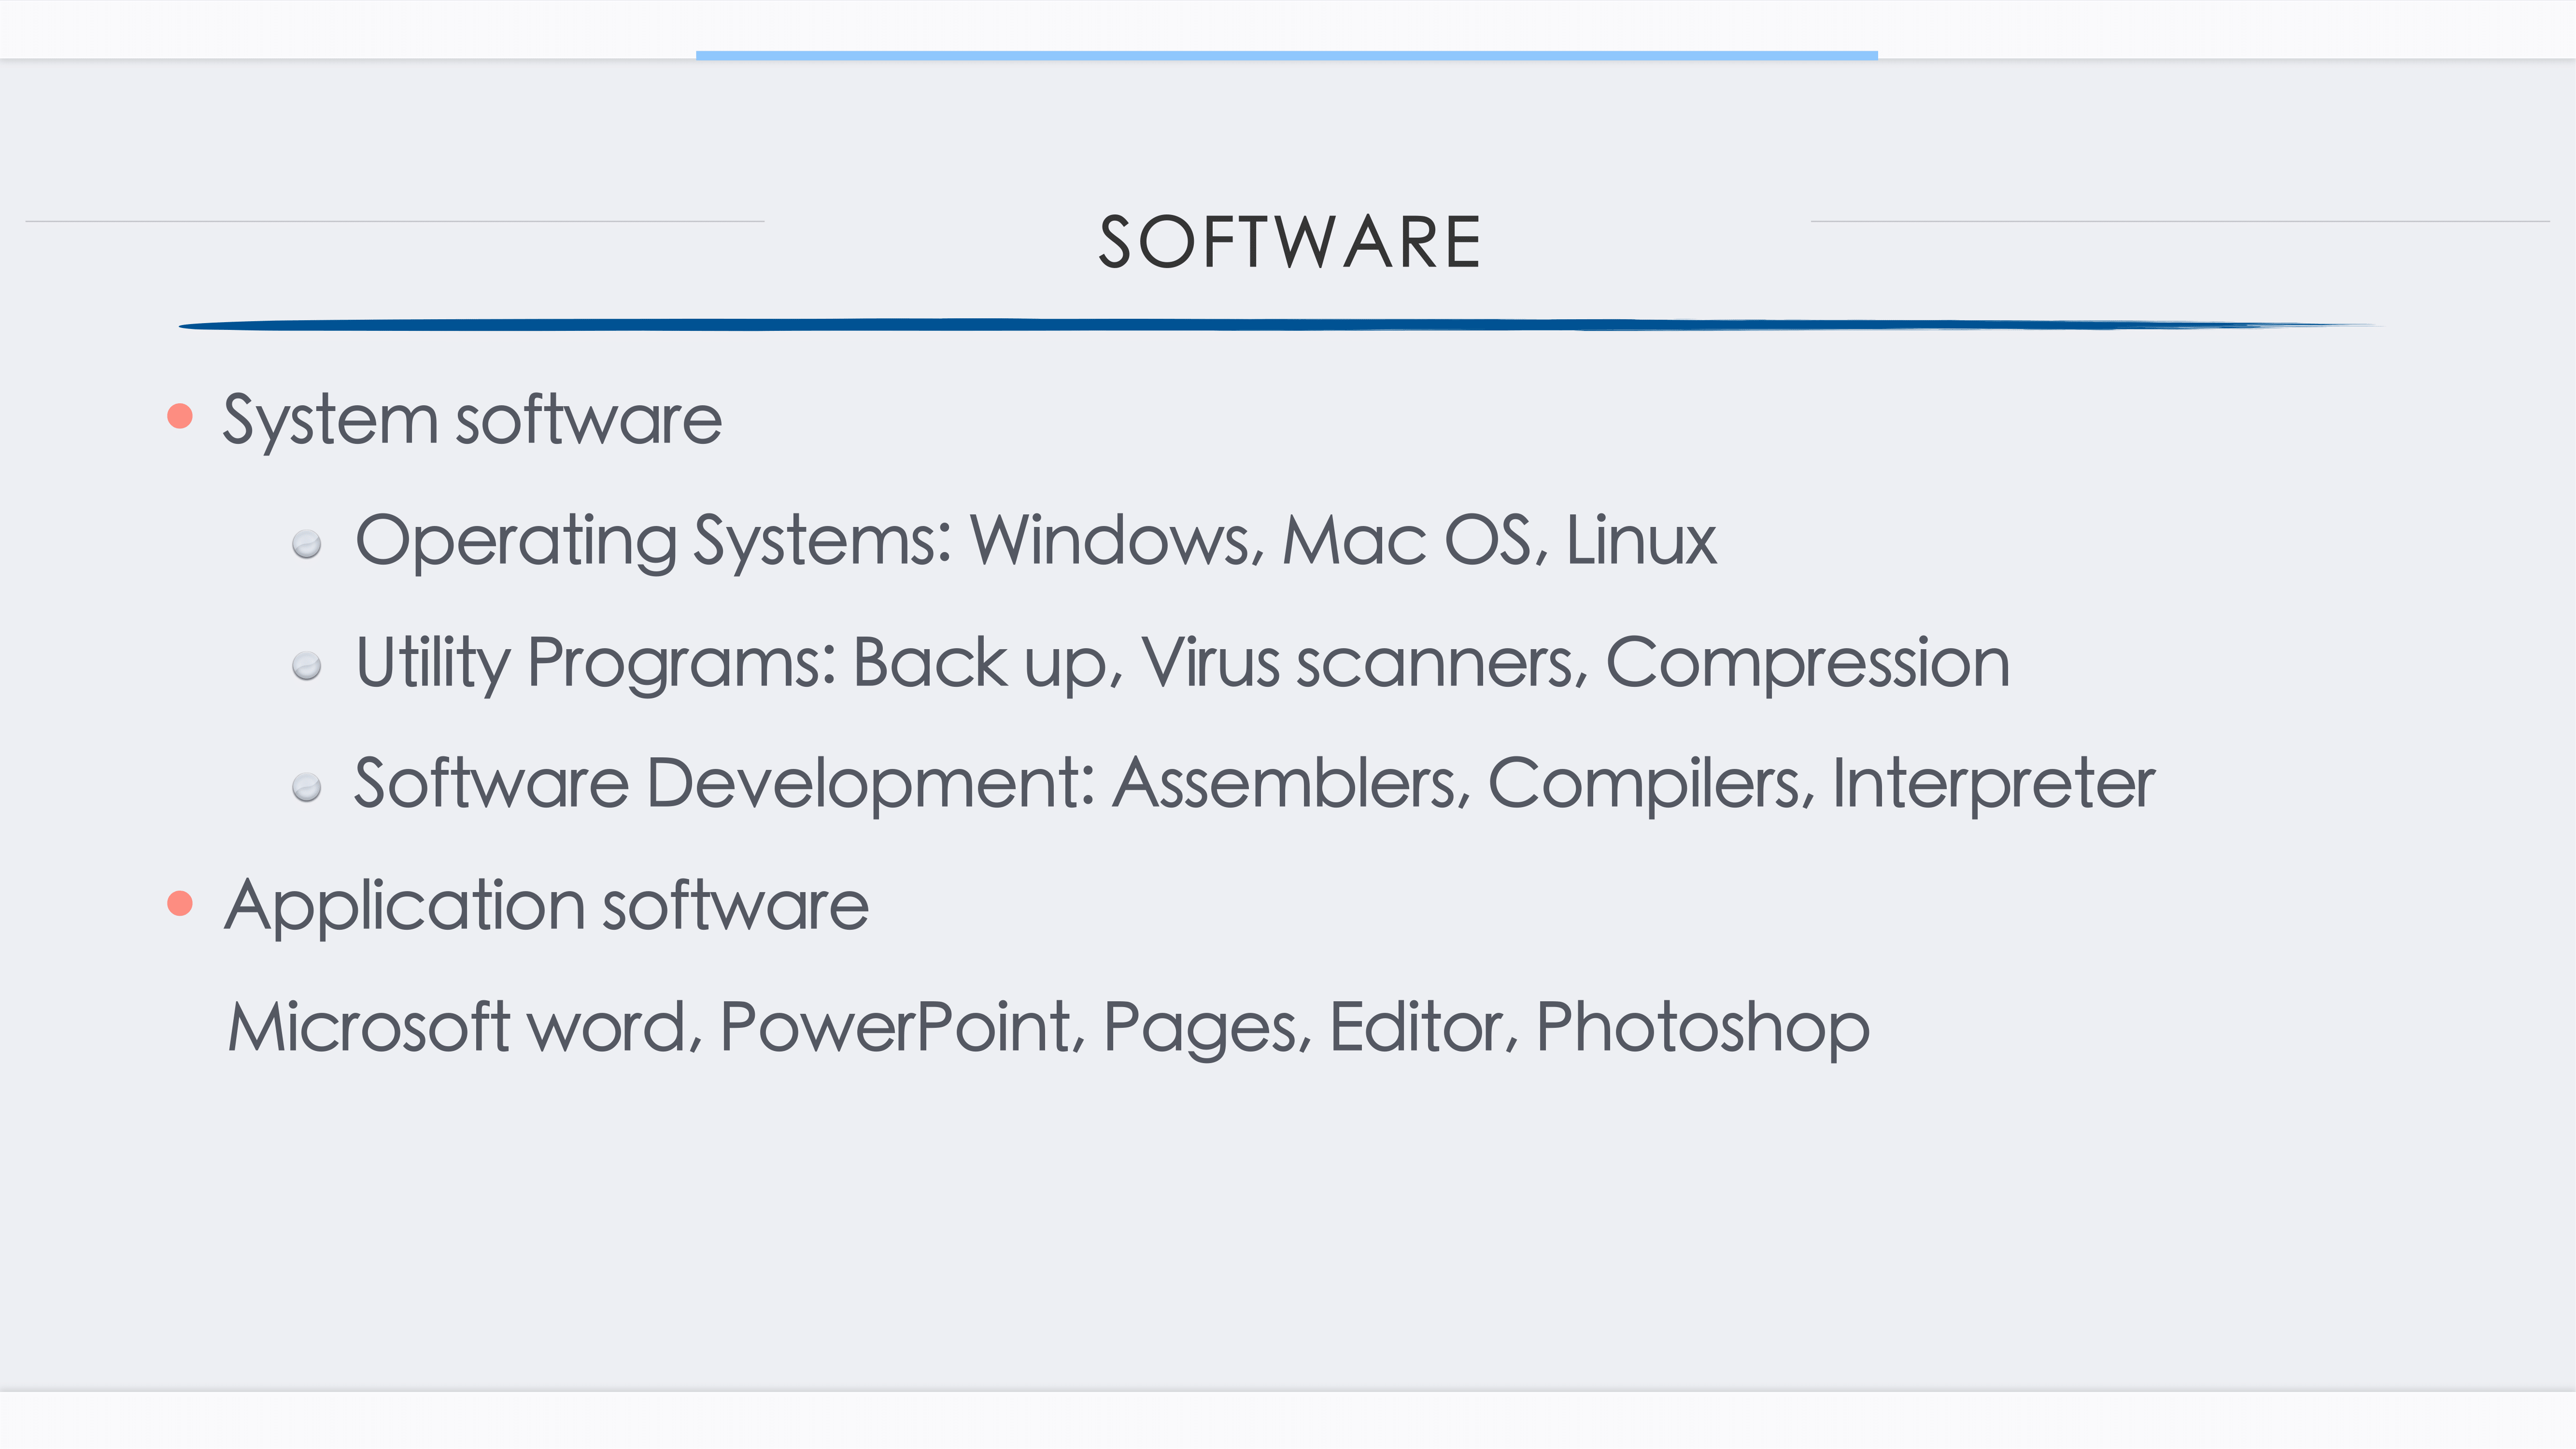 SOFTWARE
System software
Operating Systems: Windows, Mac OS, Linux
Utility Programs: Back up, Virus scanners, Compression
Software Development: Assemblers, Compilers, Interpreter
Application software
Microsoft word, PowerPoint, Pages, Editor, Photoshop